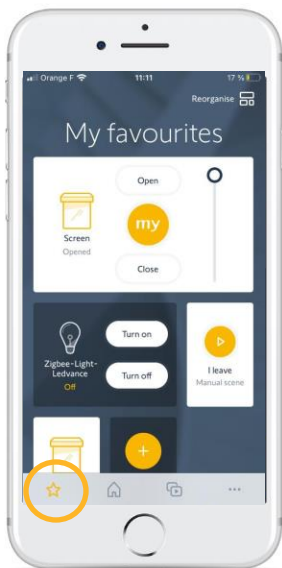 Orange F
11:11
17 %
Reorganise
My favourites
Open
my
Screen
Opened
Close
Zigbee-Light-
Ledvance
Off
Turn on
Turn off
I leave
Manual scene